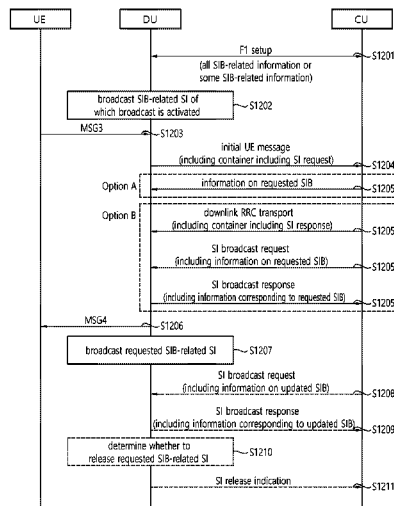 UE
DU
CU
F1 setup
(all SIB-related information or
some SIB-related information)
S1201
broadcast SIB-related SI of
which broadcast is activated
S1202
MSG3
S1203
initial UE message
(including container including SI request)
S1204
Option A
information on requested SIB
S1205
Option B
downlink RRC transport
(including container including SI response)
S1205
SI broadcast request
(including information on requested SIB)
S1205
SI broadcast response
(including information corresponding to requested SIB)
S1205
MSG4
S1206
broadcast requested SIB-related SI
S1207
SI broadcast request
(including information on updated SIB)
S1208
SI broadcast response
(including information corresponding to updated SIB)
S1209
determine whether to
release requested SIB-related SI
S1210
SI release indication
S1211